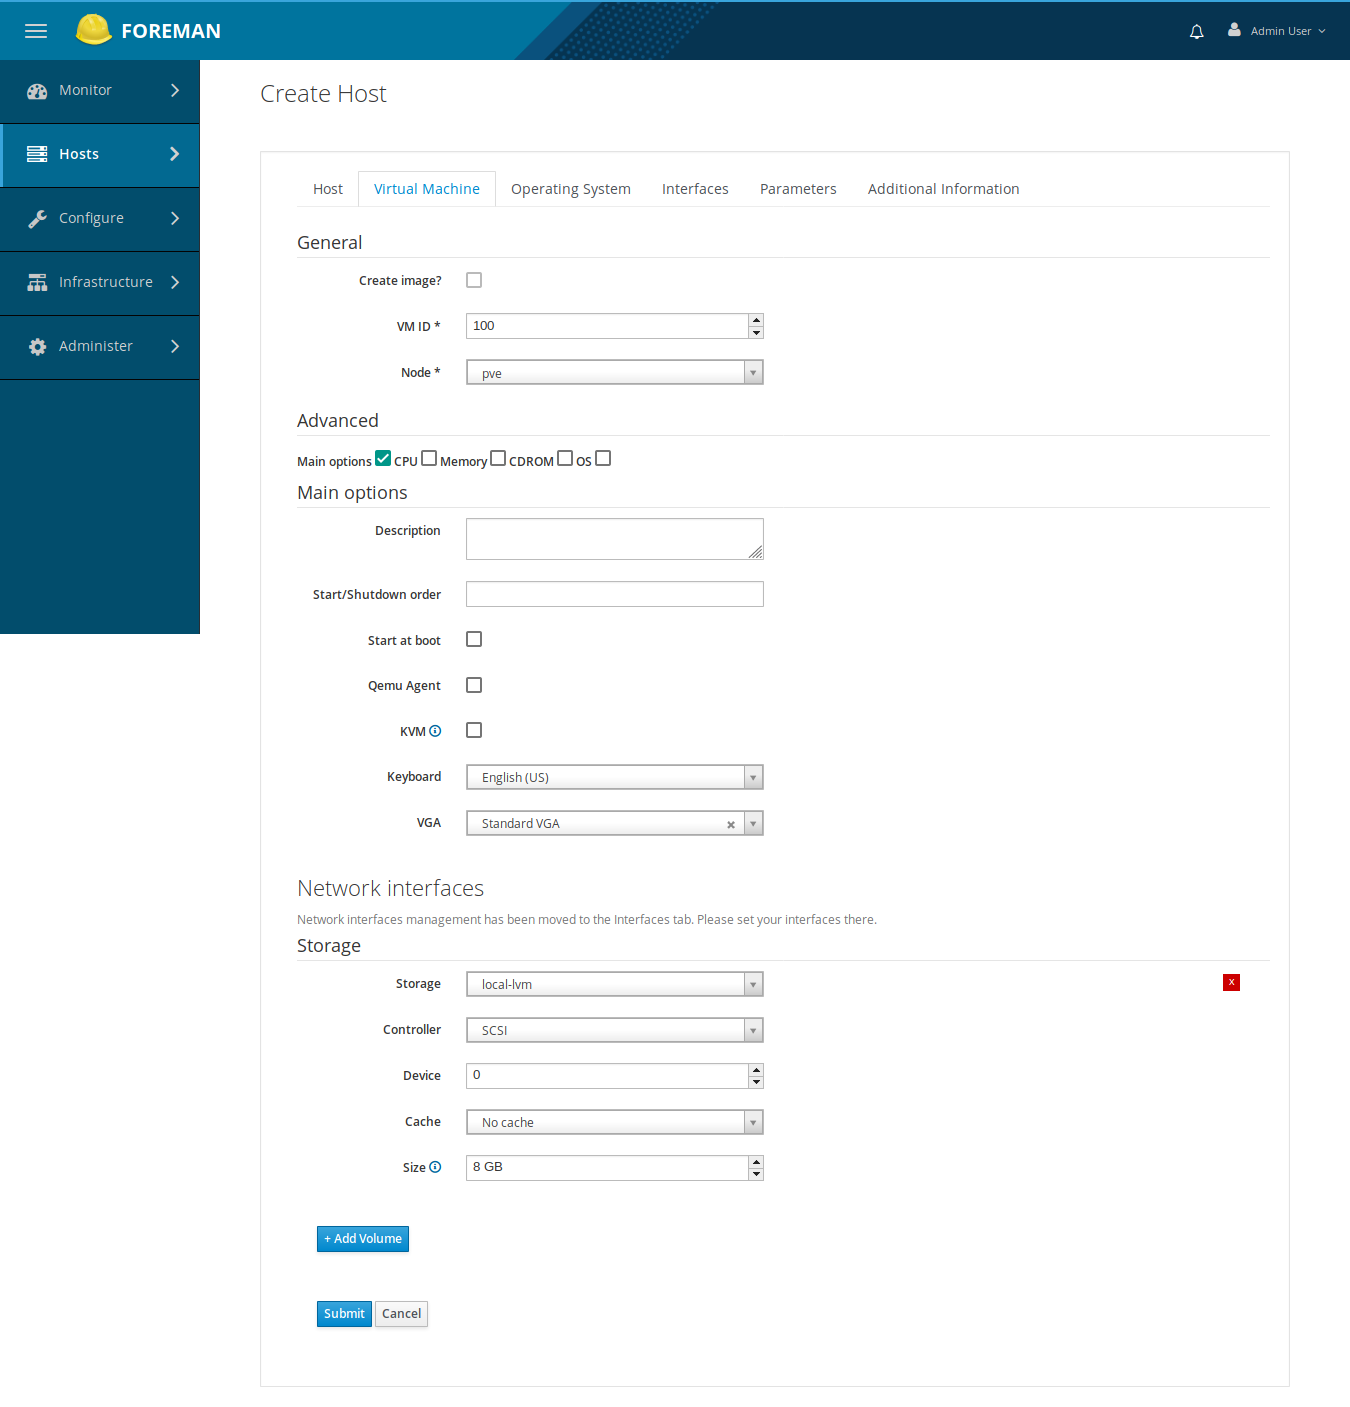 FOREMAN
Admin User
Monitor
Hosts
Configure
Infrastructure
Administer
Create Host
Host Virtual Machine Operating System Interfaces Parameters Additional Information
General
Create image?
VM ID * 100
Node * pve
Advanced
Main options CPU Memory CDROM OS
Main options
Description
Start/Shutdown order
Start at boot
Qemu Agent
KVM
Keyboard English (US)
VGA Standard VGA
Network interfaces
Network interfaces management has been moved to the Interfaces tab. Please set your interfaces there.
Storage
Storage local-lvm x
Controller SCSI
Device 0
Cache No cache
Size 8 GB
+ Add Volume
Submit Cancel